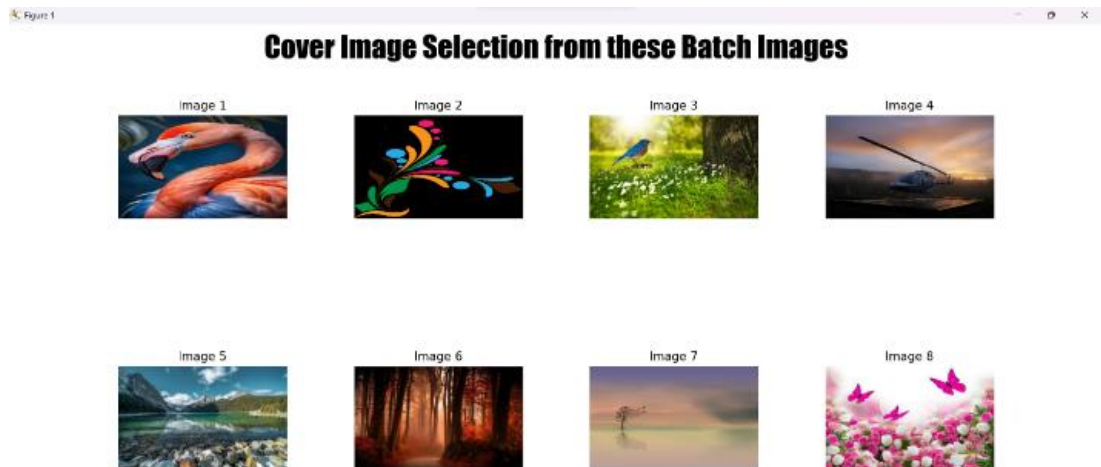 Figure 1
Cover Image Selection from these Batch Images
Image 1 Image 2 Image 3 Image 4
Image 5 Image 6 Image 7 Image 8